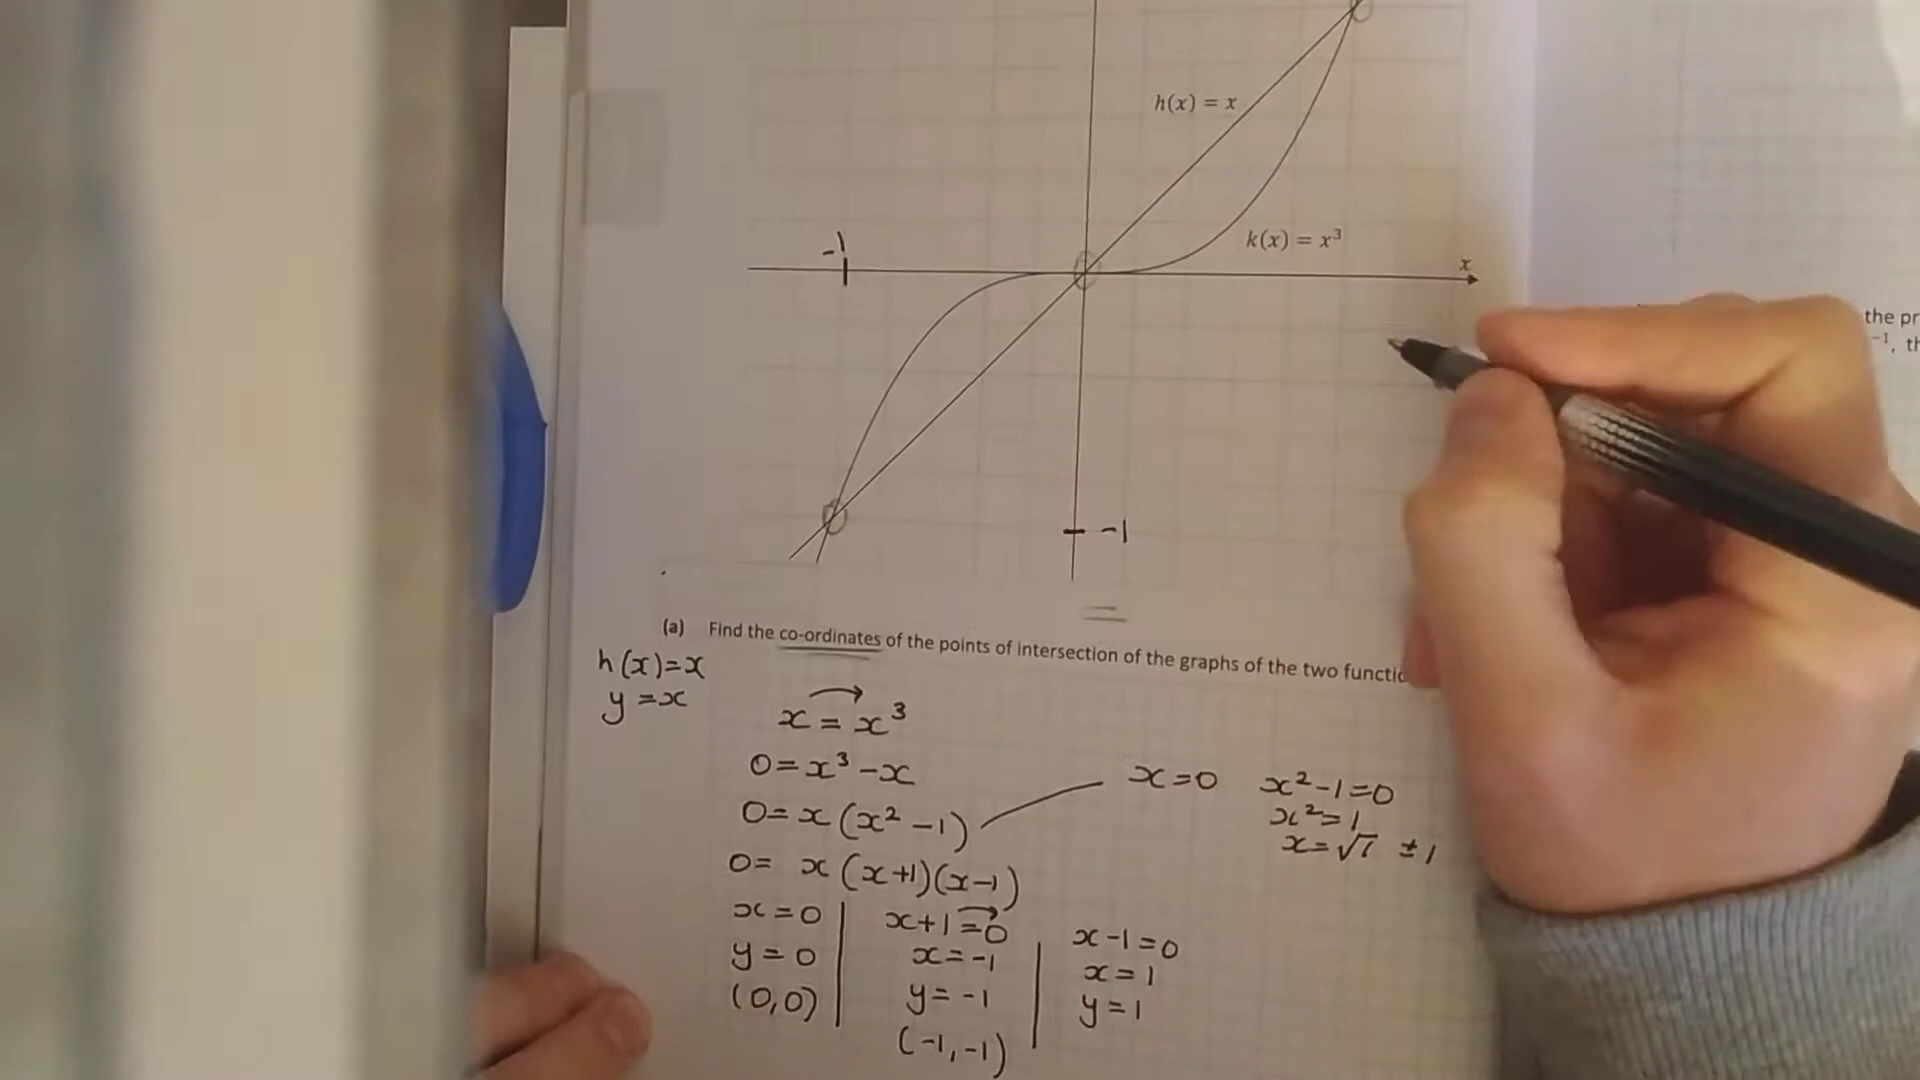 h(x) = x
k(x) = x³
x
-1
-1
the pr
⁻¹, th
(a) Find the co-ordinates of the points of intersection of the graphs of the two functio
h(x)=x
y=x
x = x³
0=x³-x
0=x(x²-1)
x=0
x²-1=0
x²=1
x=√1 ±1
0= x(x+1)(x-1)
x=0
y=0
(0,0)
x+1=0
x=-1
y=-1
(-1,-1)
x-1=0
x=1
y=1